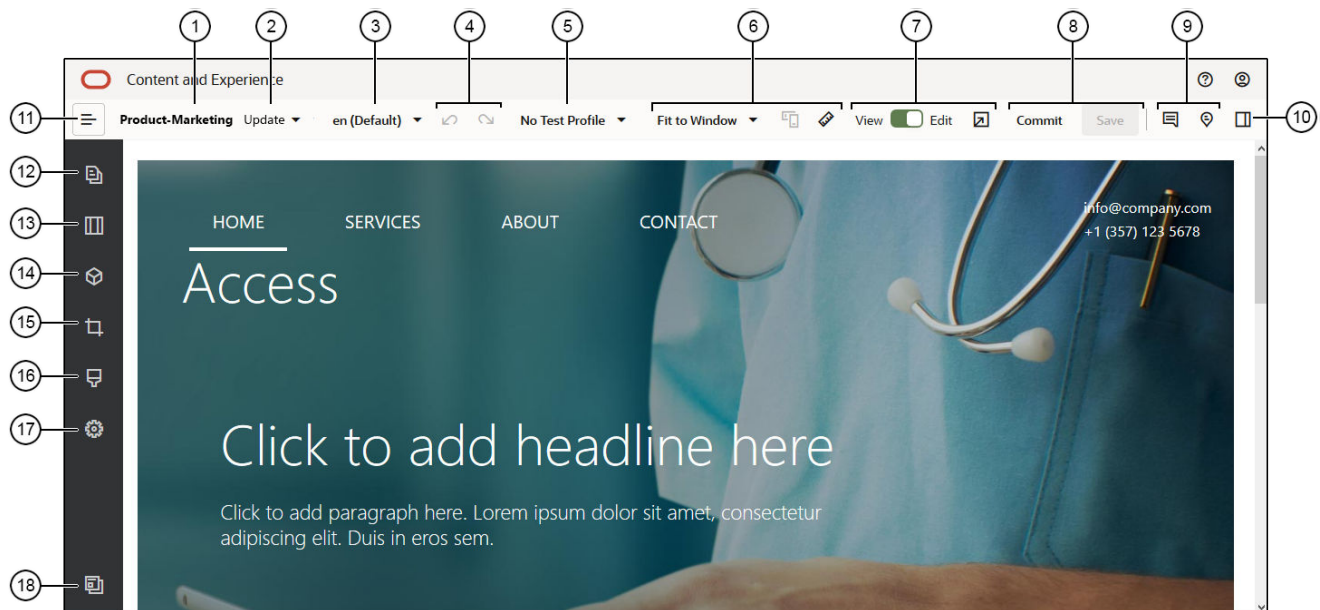 1 2 3 4 5 6 7 8 9
Content and Experience
11 Product-Marketing Update en (Default) No Test Profile Fit to Window View Edit Commit Save 10
12
13
14
15
16
17
18
HOME SERVICES ABOUT CONTACT
info@company.com
+1 (357) 123 5678
Access
Click to add headline here
Click to add paragraph here. Lorem ipsum dolor sit amet, consectetur
adipiscing elit. Duis in eros sem.